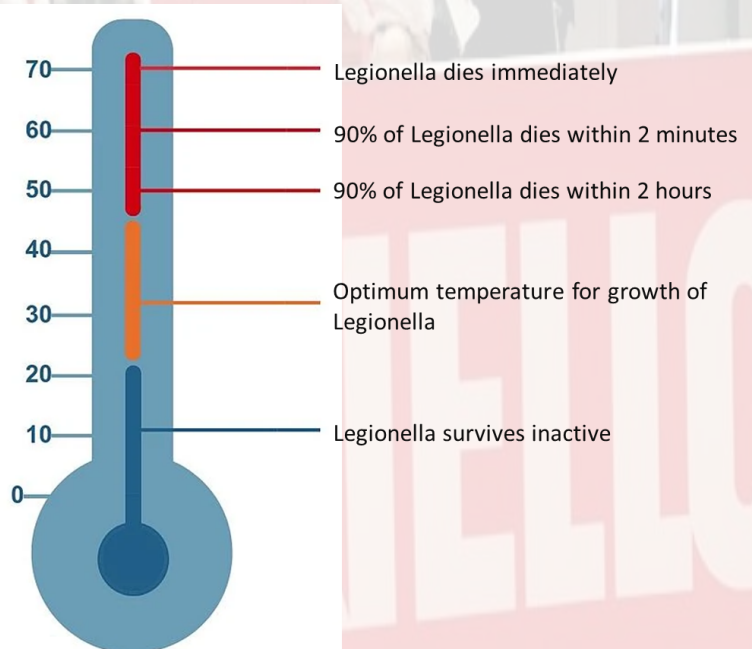 70
Legionella dies immediately
60
90% of Legionella dies within 2 minutes
50
90% of Legionella dies within 2 hours
40
Optimum temperature for growth of
Legionella
30
20
10
Legionella survives inactive
0